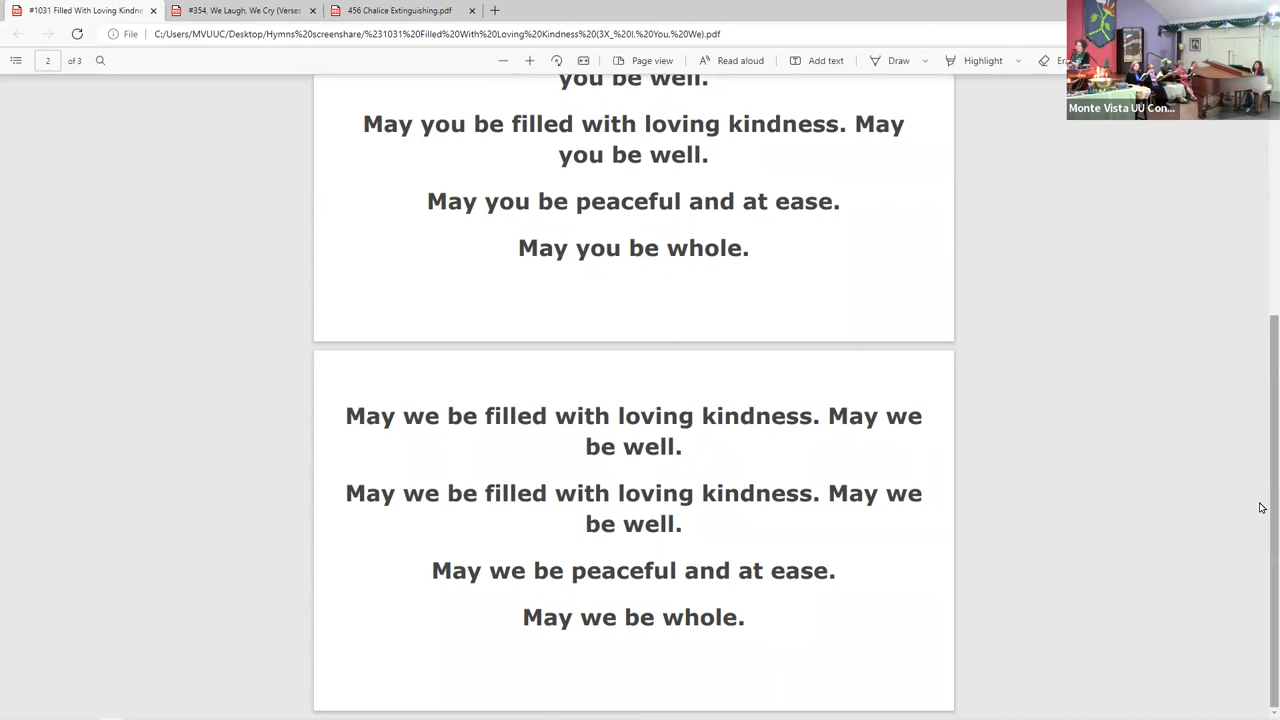 #1031 Filled With Loving Kindne
#354, We Laugh, We Cry (Verses
456 Chalice Extinguishing.pdf
File
C:/Users/MVUUC/Desktop/Hymns%20screenshare/%231031%20Filled%20With%20Loving%20Kindness%20(3X_%20I,%20You,%20We).pdf
2 of 3
Page view
Read aloud
Add text
Draw
Highlight
Er
Monte Vista UU Con...
you be well.
May you be filled with loving kindness. May
you be well.
May you be peaceful and at ease.
May you be whole.
May we be filled with loving kindness. May we
be well.
May we be filled with loving kindness. May we
be well.
May we be peaceful and at ease.
May we be whole.